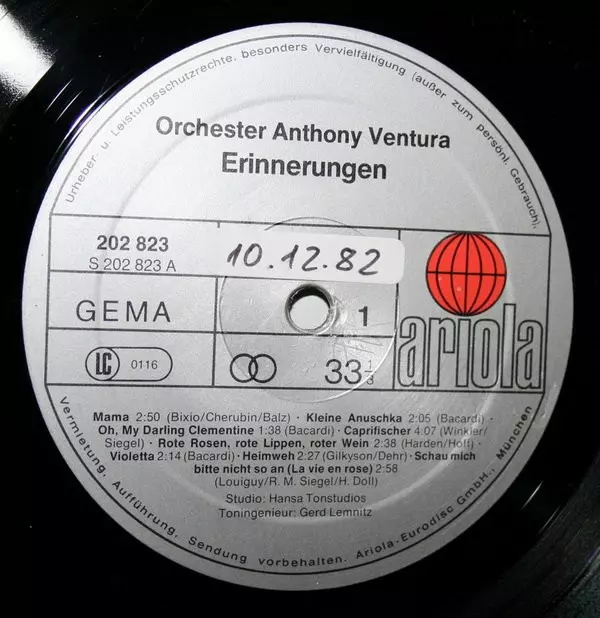 Urheber- u. Leistungsschutzrechte, besonders Vervielfältigung (außer zum persönl. Gebrauch),
Orchester Anthony Ventura
Erinnerungen
202 823
S 202 823 A
10.12.82
GEMA
1
LC 0116
33 1/3
ariola
Mama 2:50 (Bixio/Cherubin/Balz) · Kleine Anuschka 2:05 (Bacardi) ·
Oh, My Darling Clementine 1:38 (Bacardi) · Caprifischer 4:07 (Winkler/
Siegel) · Rote Rosen, rote Lippen, roter Wein 2:38 (Harden/Hoff) ·
Violetta 2:14 (Bacardi) · Heimweh 2:27 (Gilkyson/Dehr) · Schau mich
bitte nicht so an (La vie en rose) 2:58
(Louiguy/R. M. Siegel/H. Doll)
Studio: Hansa Tonstudios
Toningenieur: Gerd Lemnitz
Vermietung, Aufführung, Sendung vorbehalten. Ariola-Eurodisc GmbH., München